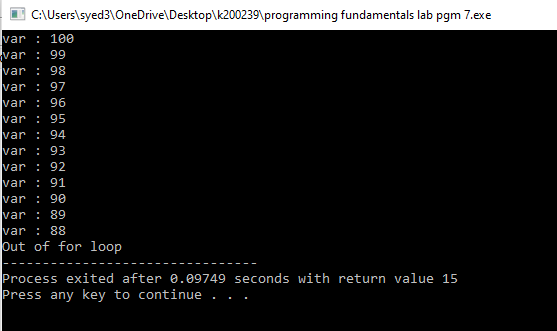 C:\Users\syed3\OneDrive\Desktop\k200239\programming fundamentals lab pgm 7.exe
var : 100
var : 99
var : 98
var : 97
var : 96
var : 95
var : 94
var : 93
var : 92
var : 91
var : 90
var : 89
var : 88
Out of for loop
--------------------------------
Process exited after 0.09749 seconds with return value 15
Press any key to continue . . .